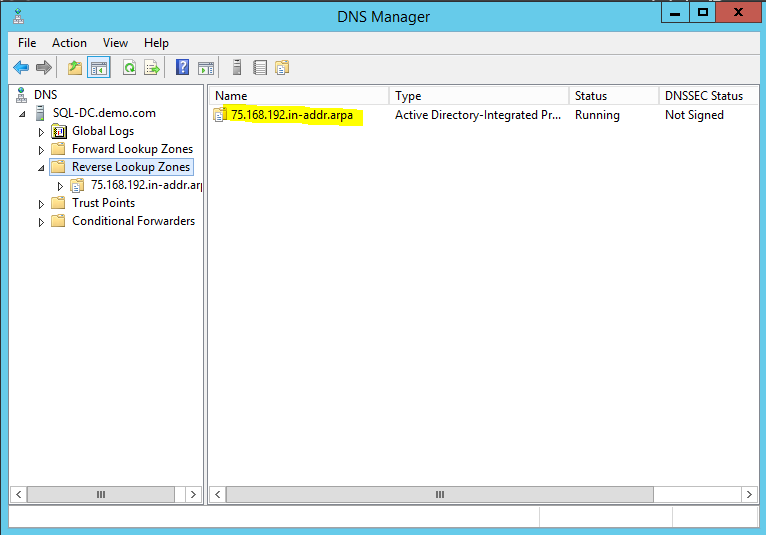 DNS Manager
File Action View Help
DNS
SQL-DC.demo.com
Global Logs
Forward Lookup Zones
Reverse Lookup Zones
75.168.192.in-addr.arp
Trust Points
Conditional Forwarders
Name Type Status DNSSEC Status
75.168.192.in-addr.arpa Active Directory-Integrated Pr... Running Not Signed